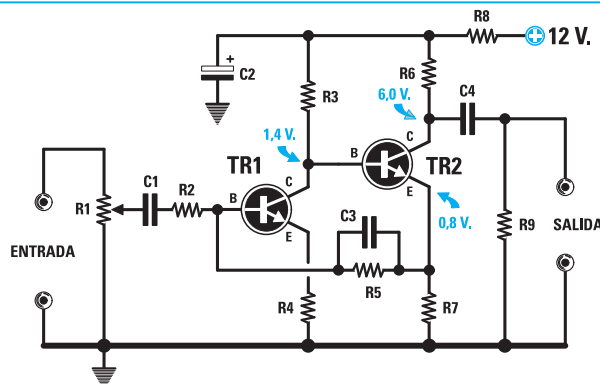 R8
12 V.
C2
+
R3
R6
6,0 V.
C4
1,4 V.
C
B
TR1
TR2
E
C1
R2
R1
B
C
E
C3
0,8 V.
R9
SALIDA
ENTRADA
R5
R4
R7